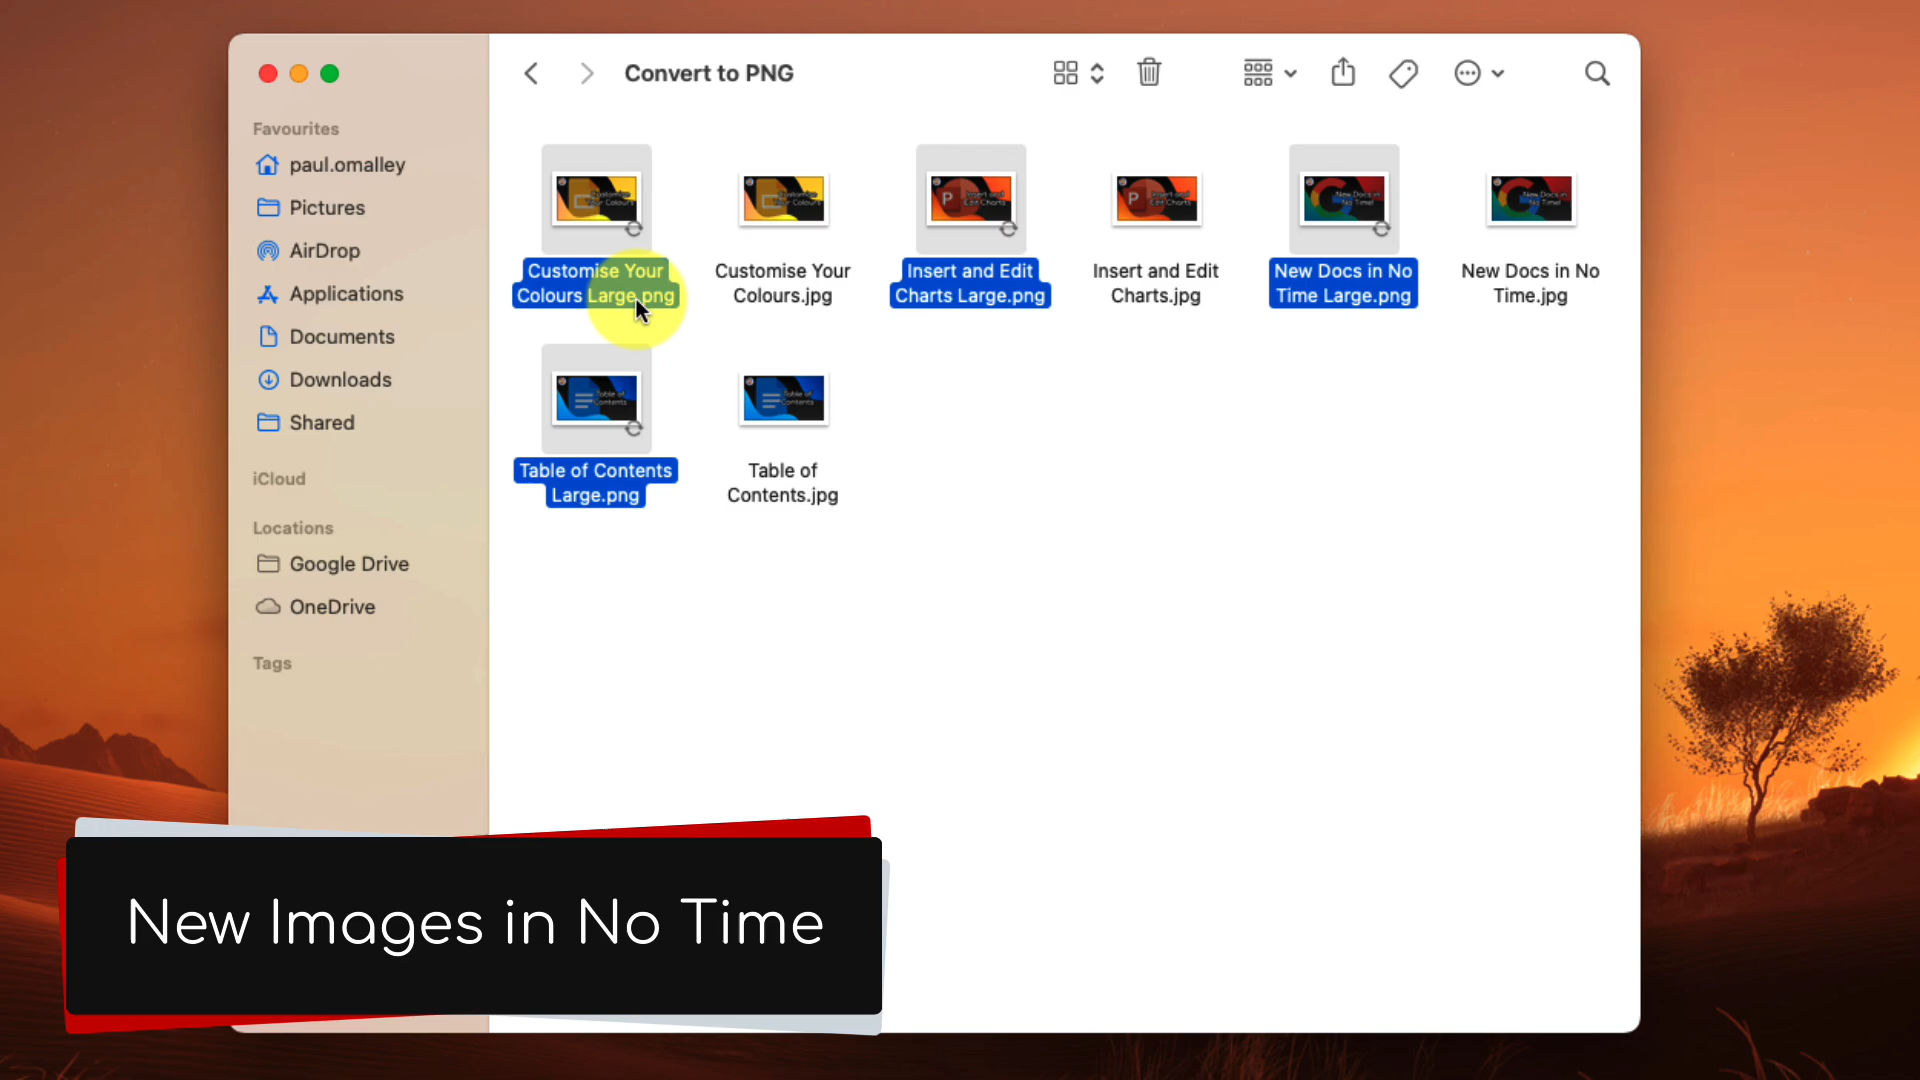 Convert to PNG
Favourites
paul.omalley
Pictures
AirDrop
Applications
Documents
Downloads
Shared
iCloud
Locations
Google Drive
OneDrive
Tags
Customise Your
Colours Large.png
Customise Your
Colours.jpg
Insert and Edit
Charts Large.png
Insert and Edit
Charts.jpg
New Docs in No
Time Large.png
New Docs in No
Time.jpg
Table of Contents
Large.png
Table of
Contents.jpg
New Images in No Time